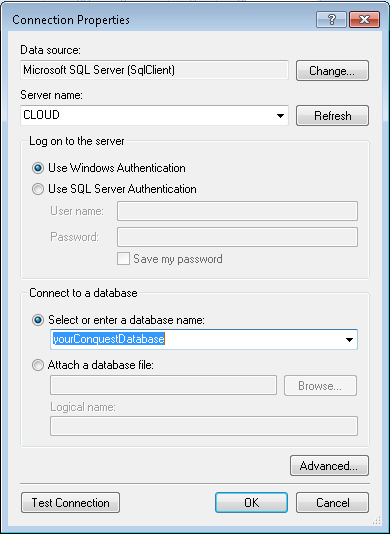 Connection Properties
Data source:
Microsoft SQL Server (SqlClient)
Change...
Server name:
CLOUD
Refresh
Log on to the server
Use Windows Authentication
Use SQL Server Authentication
User name:
Password:
Save my password
Connect to a database
Select or enter a database name:
yourConquestDatabase
Attach a database file:
Browse...
Logical name:
Advanced...
Test Connection
OK
Cancel